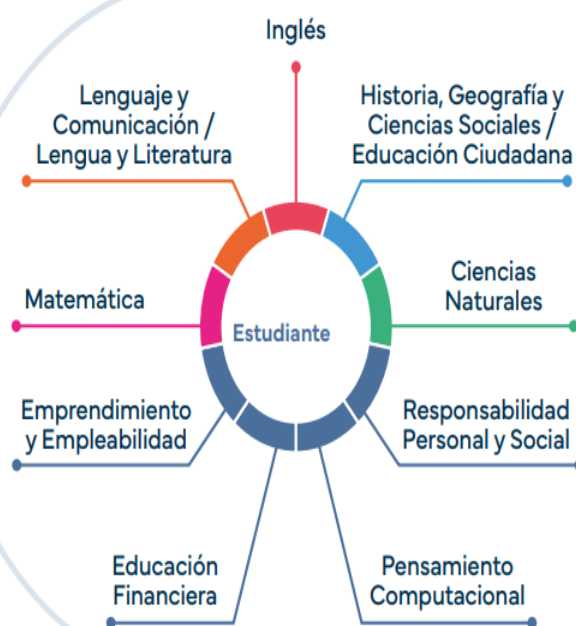 Inglés
Lenguaje y
Comunicación /
Lengua y Literatura
Historia, Geografía y
Ciencias Sociales /
Educación Ciudadana
Matemática
Estudiante
Ciencias
Naturales
Emprendimiento
y Empleabilidad
Responsabilidad
Personal y Social
Educación
Financiera
Pensamiento
Computacional